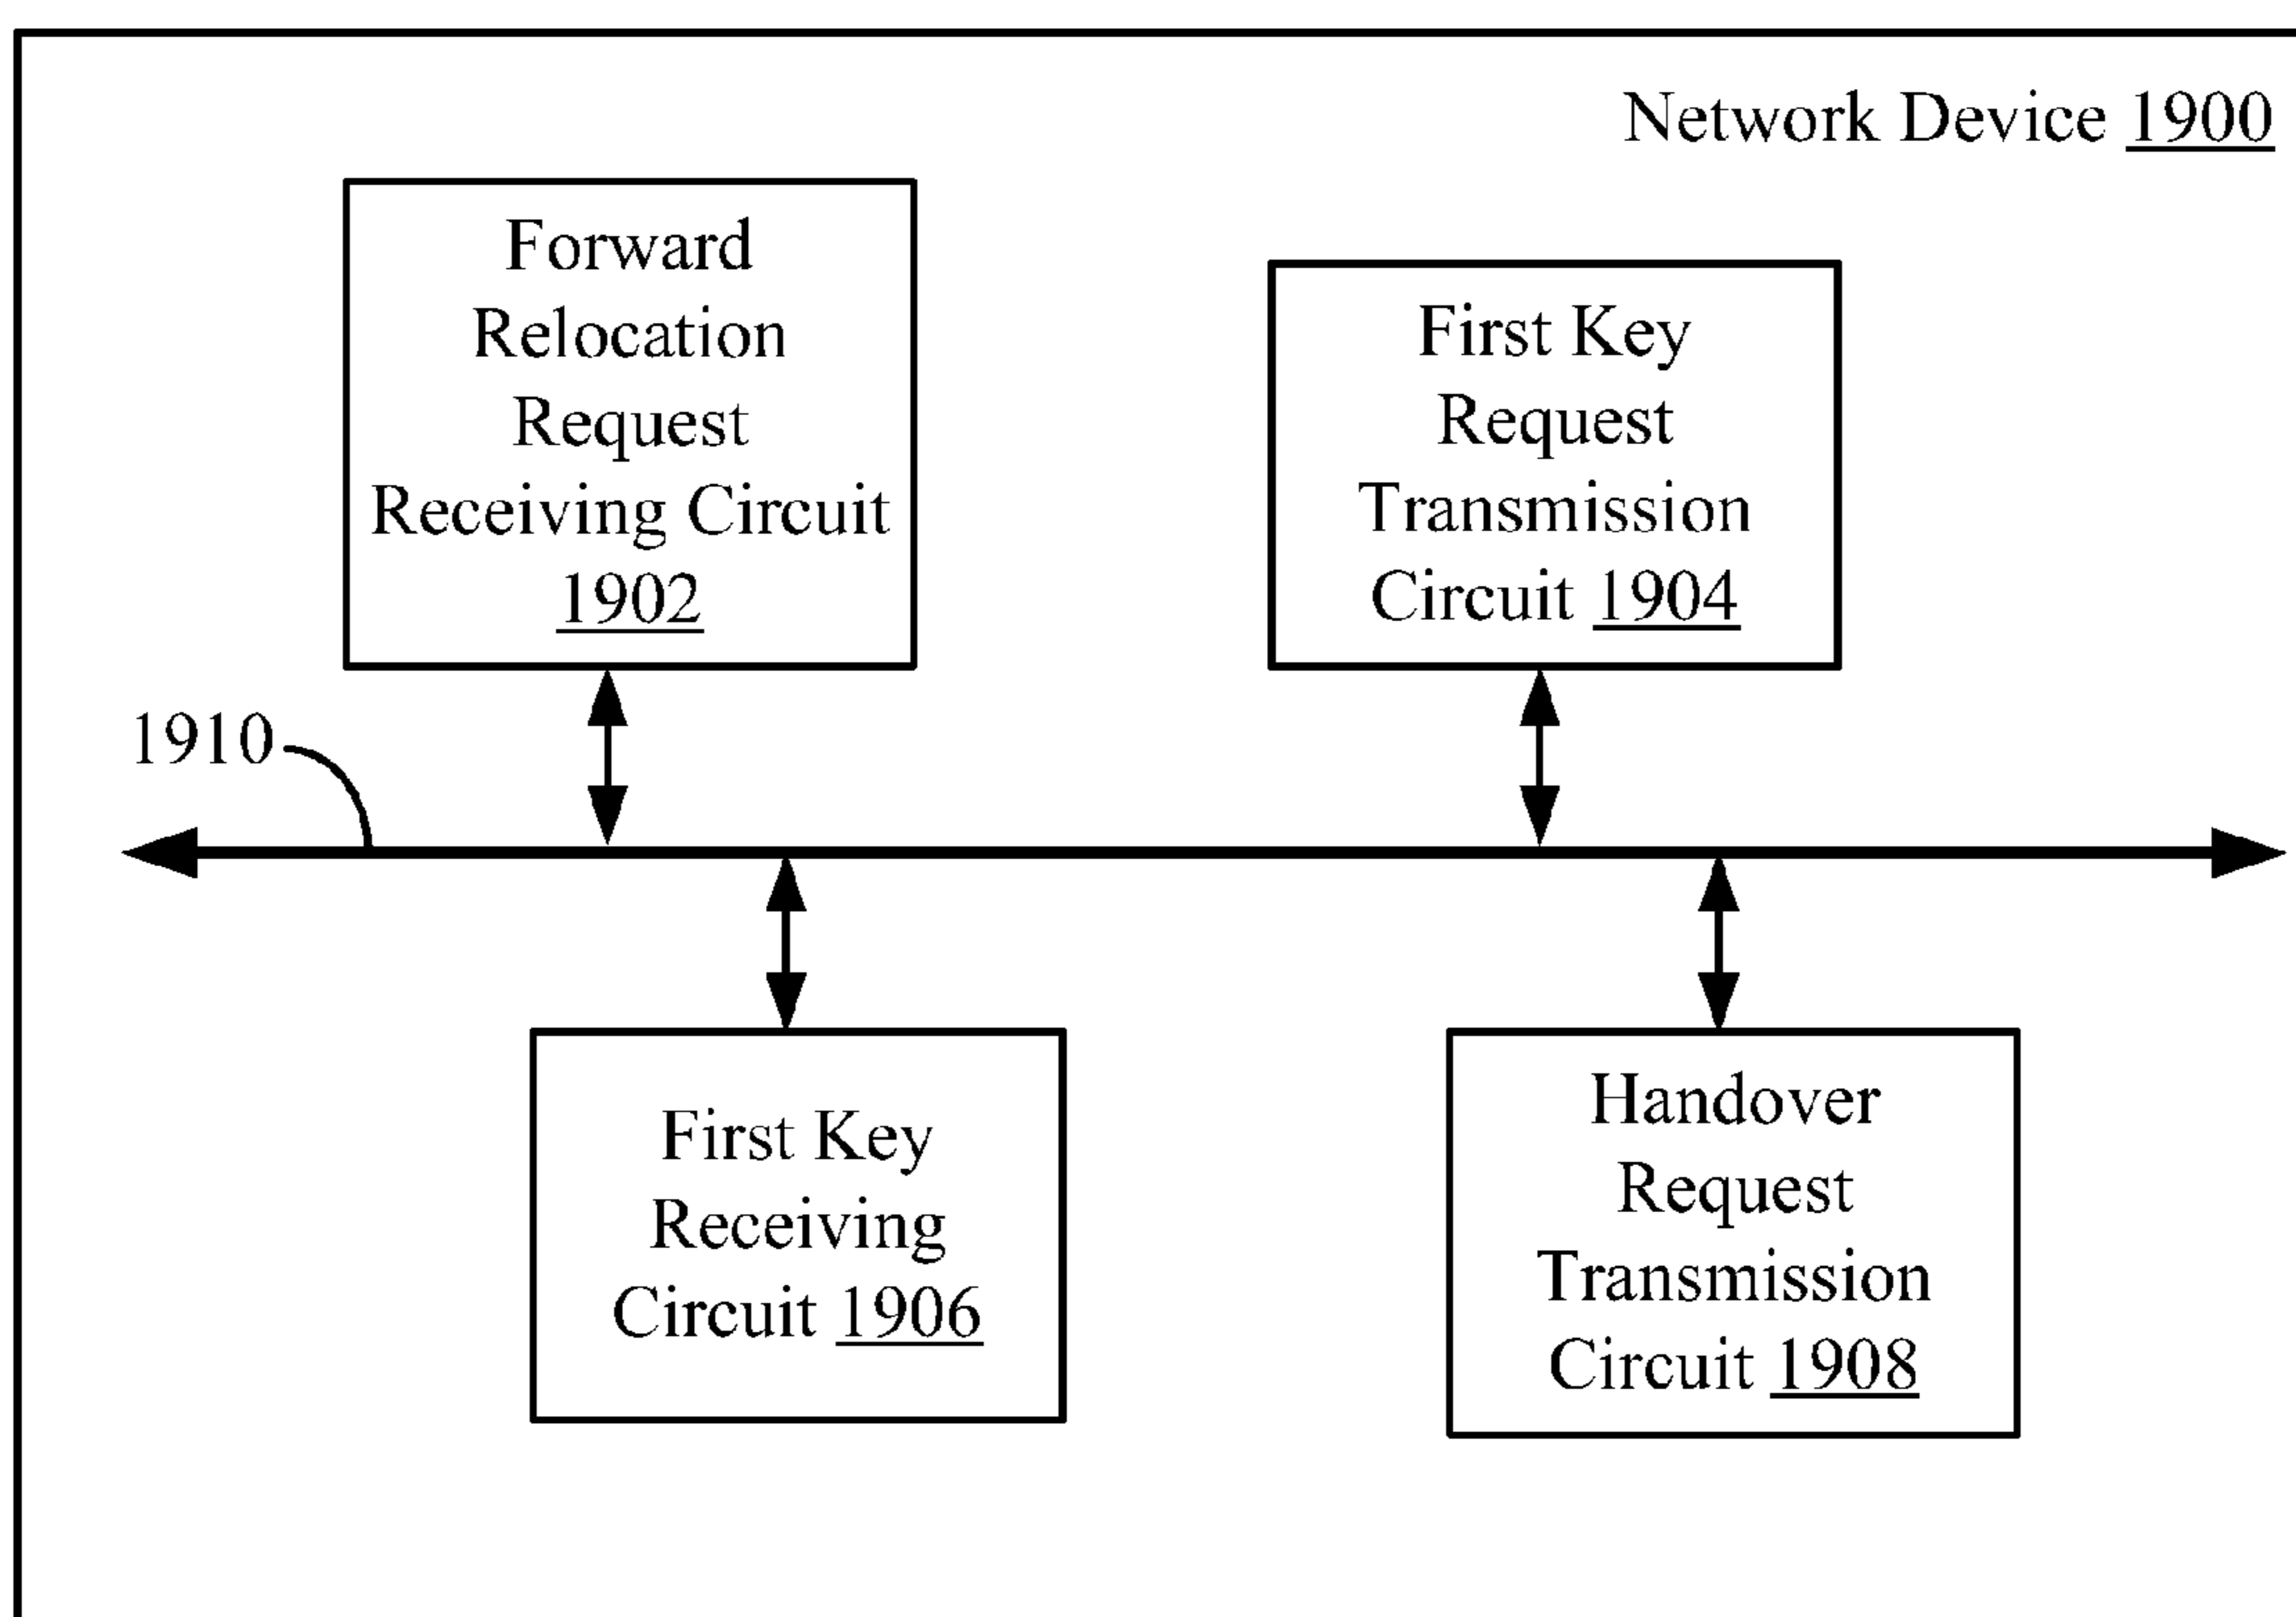 Network Device 1900
Forward
Relocation
Request
Receiving Circuit
1902
First Key
Request
Transmission
Circuit 1904
1910
First Key
Receiving
Circuit 1906
Handover
Request
Transmission
Circuit 1908